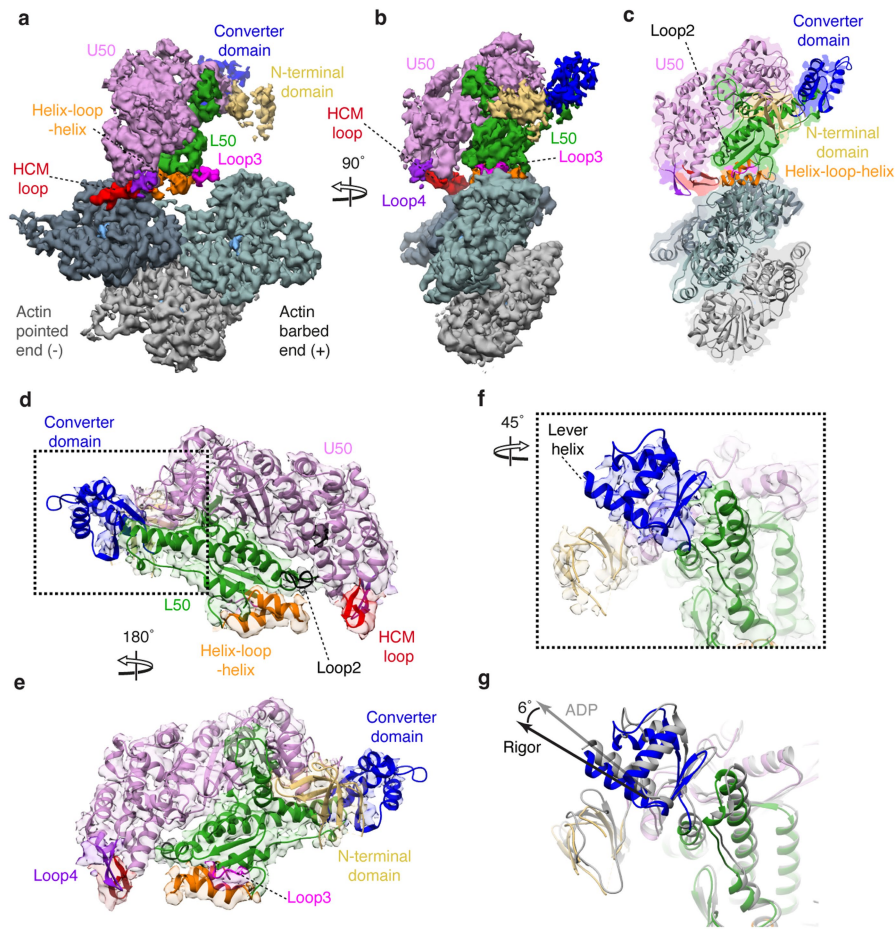 a
U50
Converter
domain
N-terminal
domain
Helix-loop
-helix
L50
Loop3
HCM
loop
Actin
pointed
end (-)
Actin
barbed
end (+)
90°
b
U50
HCM
loop
L50
Loop3
Loop4
c
Loop2
U50
Converter
domain
N-terminal
domain
Helix-loop-helix
d
Converter
domain
U50
L50
Helix-loop
-helix
Loop2
HCM
loop
180°
e
Converter
domain
N-terminal
domain
Loop4
Loop3
f
45°
Lever
helix
g
6°
ADP
Rigor